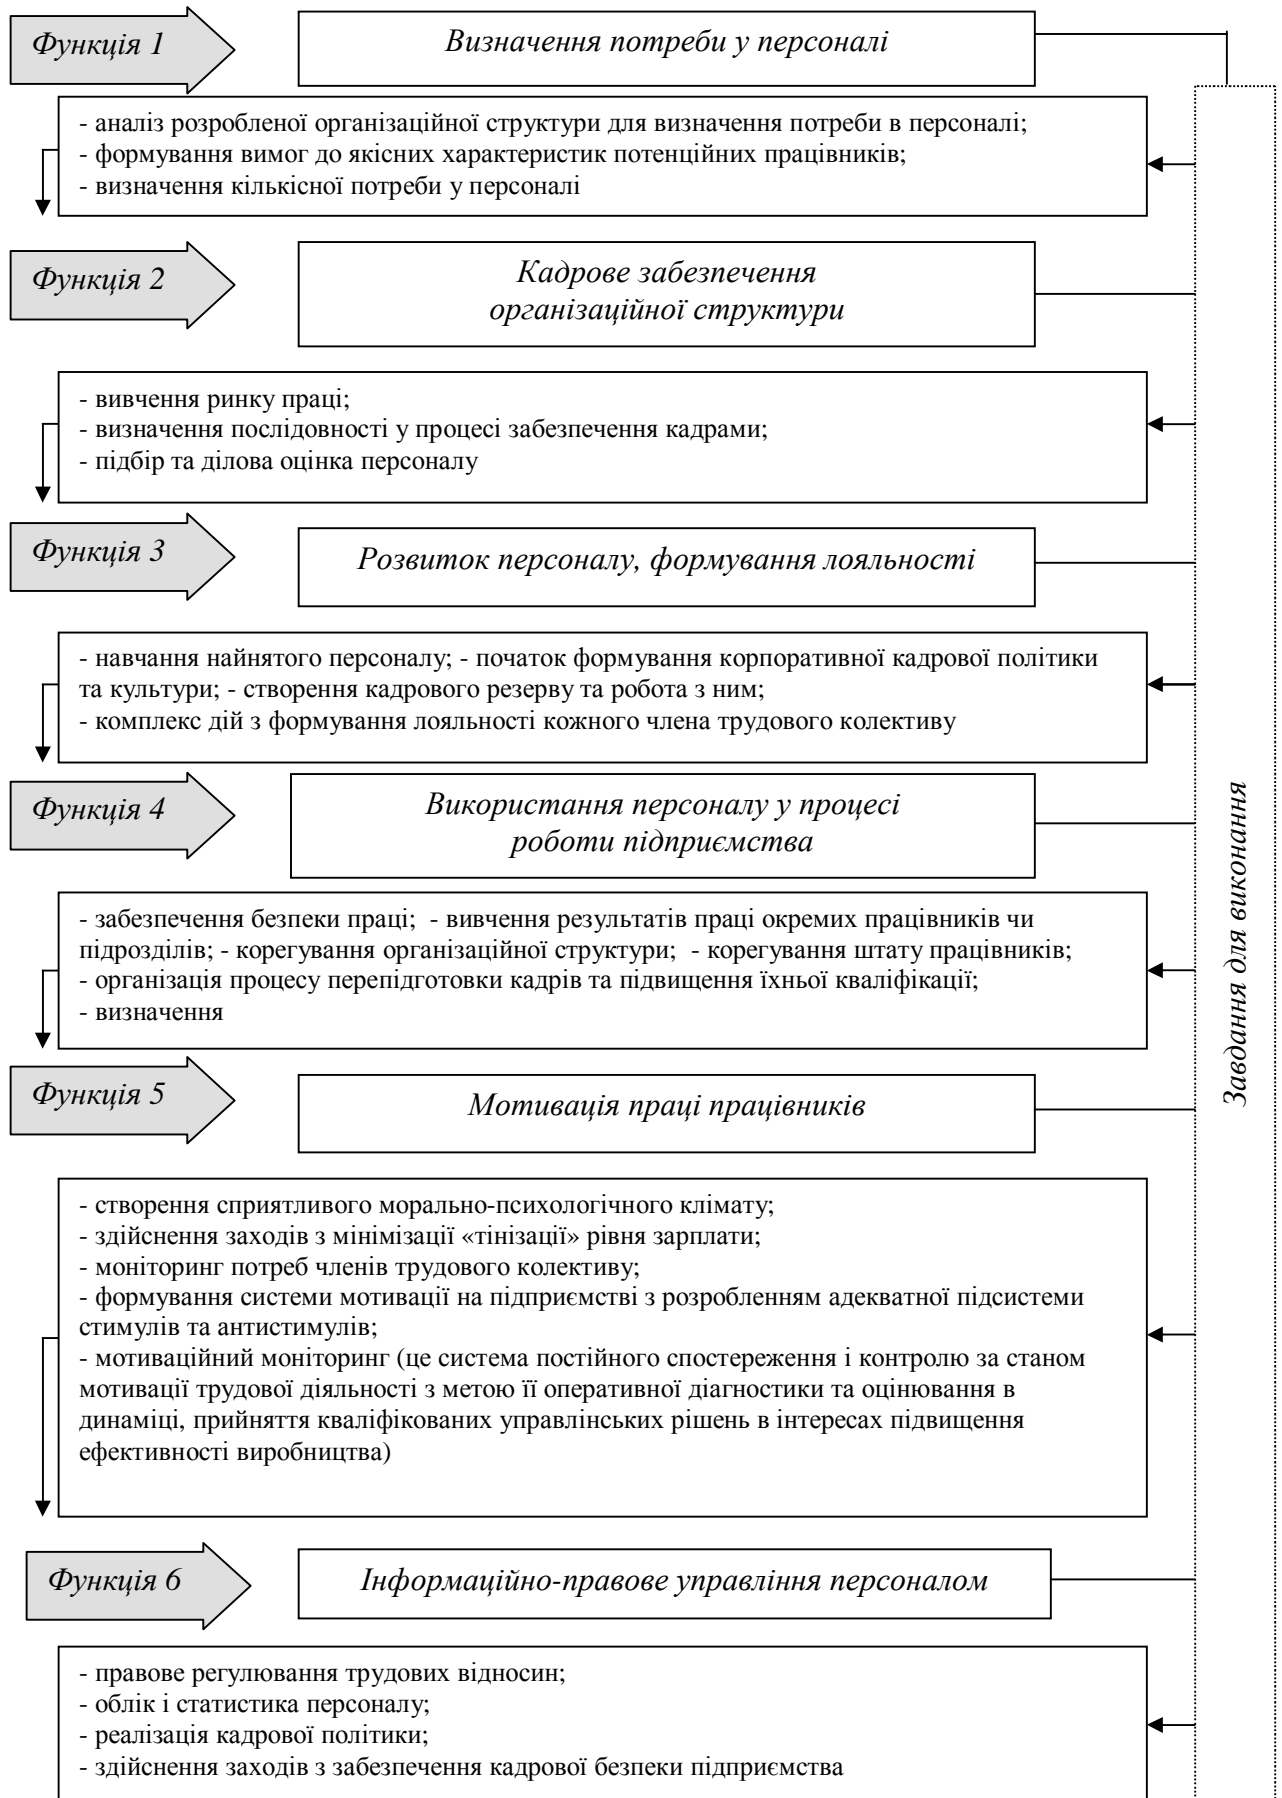 Функція 1
Визначення потреби у персоналі
- аналіз розробленої організаційної структури для визначення потреби в персоналі;
- формування вимог до якісних характеристик потенційних працівників;
- визначення кількісної потреби у персоналі
Функція 2
Кадрове забезпечення
організаційної структури
- вивчення ринку праці;
- визначення послідовності у процесі забезпечення кадрами;
- підбір та ділова оцінка персоналу
Функція 3
Розвиток персоналу, формування лояльності
- навчання найнятого персоналу; - початок формування корпоративної кадрової політики
та культури; - створення кадрового резерву та робота з ним;
- комплекс дій з формування лояльності кожного члена трудового колективу
Функція 4
Використання персоналу у процесі
роботи підприємства
- забезпечення безпеки праці;  - вивчення результатів праці окремих працівників чи
підрозділів; - корегування організаційної структури;  - корегування штату працівників;
- організація процесу перепідготовки кадрів та підвищення їхньої кваліфікації;
- визначення
Функція 5
Мотивація праці працівників
- створення сприятливого морально-психологічного клімату;
- здійснення заходів з мінімізації «тінізації» рівня зарплати;
- моніторинг потреб членів трудового колективу;
- формування системи мотивації на підприємстві з розробленням адекватної підсистеми
стимулів та антистимулів;
- мотиваційний моніторинг (це система постійного спостереження і контролю за станом
мотивації трудової діяльності з метою її оперативної діагностики та оцінювання в
динаміці, прийняття кваліфікованих управлінських рішень в інтересах підвищення
ефективності виробництва)
Функція 6
Інформаційно-правове управління персоналом
- правове регулювання трудових відносин;
- облік і статистика персоналу;
- реалізація кадрової політики;
- здійснення заходів з забезпечення кадрової безпеки підприємства
Завдання для виконання